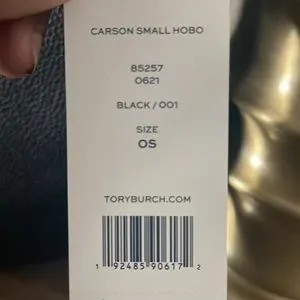 CARSON SMALL HOBO
85257
0621
BLACK / 001
SIZE
OS
TORYBURCH.COM
1 92485 90617 2